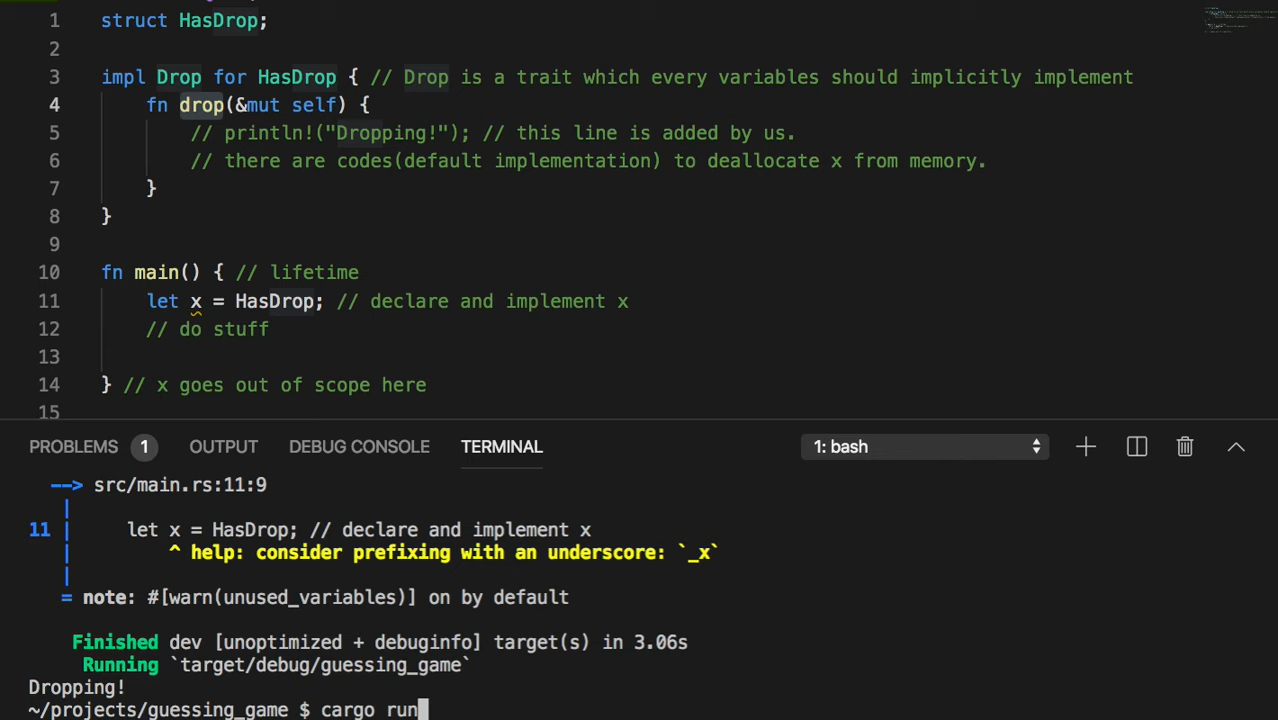 1 struct HasDrop;
2
3 impl Drop for HasDrop { // Drop is a trait which every variables should implicitly implement
4 fn drop(&mut self) {
5 // println!("Dropping!"); // this line is added by us.
6 // there are codes(default implementation) to deallocate x from memory.
7 }
8 }
9
10 fn main() { // lifetime
11 let x = HasDrop; // declare and implement x
12 // do stuff
13
14 } // x goes out of scope here
15
PROBLEMS 1 OUTPUT DEBUG CONSOLE TERMINAL 1: bash
--> src/main.rs:11:9
|
11 | let x = HasDrop; // declare and implement x
| ^ help: consider prefixing with an underscore: `_x`
|
= note: #[warn(unused_variables)] on by default
Finished dev [unoptimized + debuginfo] target(s) in 3.06s
Running `target/debug/guessing_game`
Dropping!
~/projects/guessing_game $ cargo run